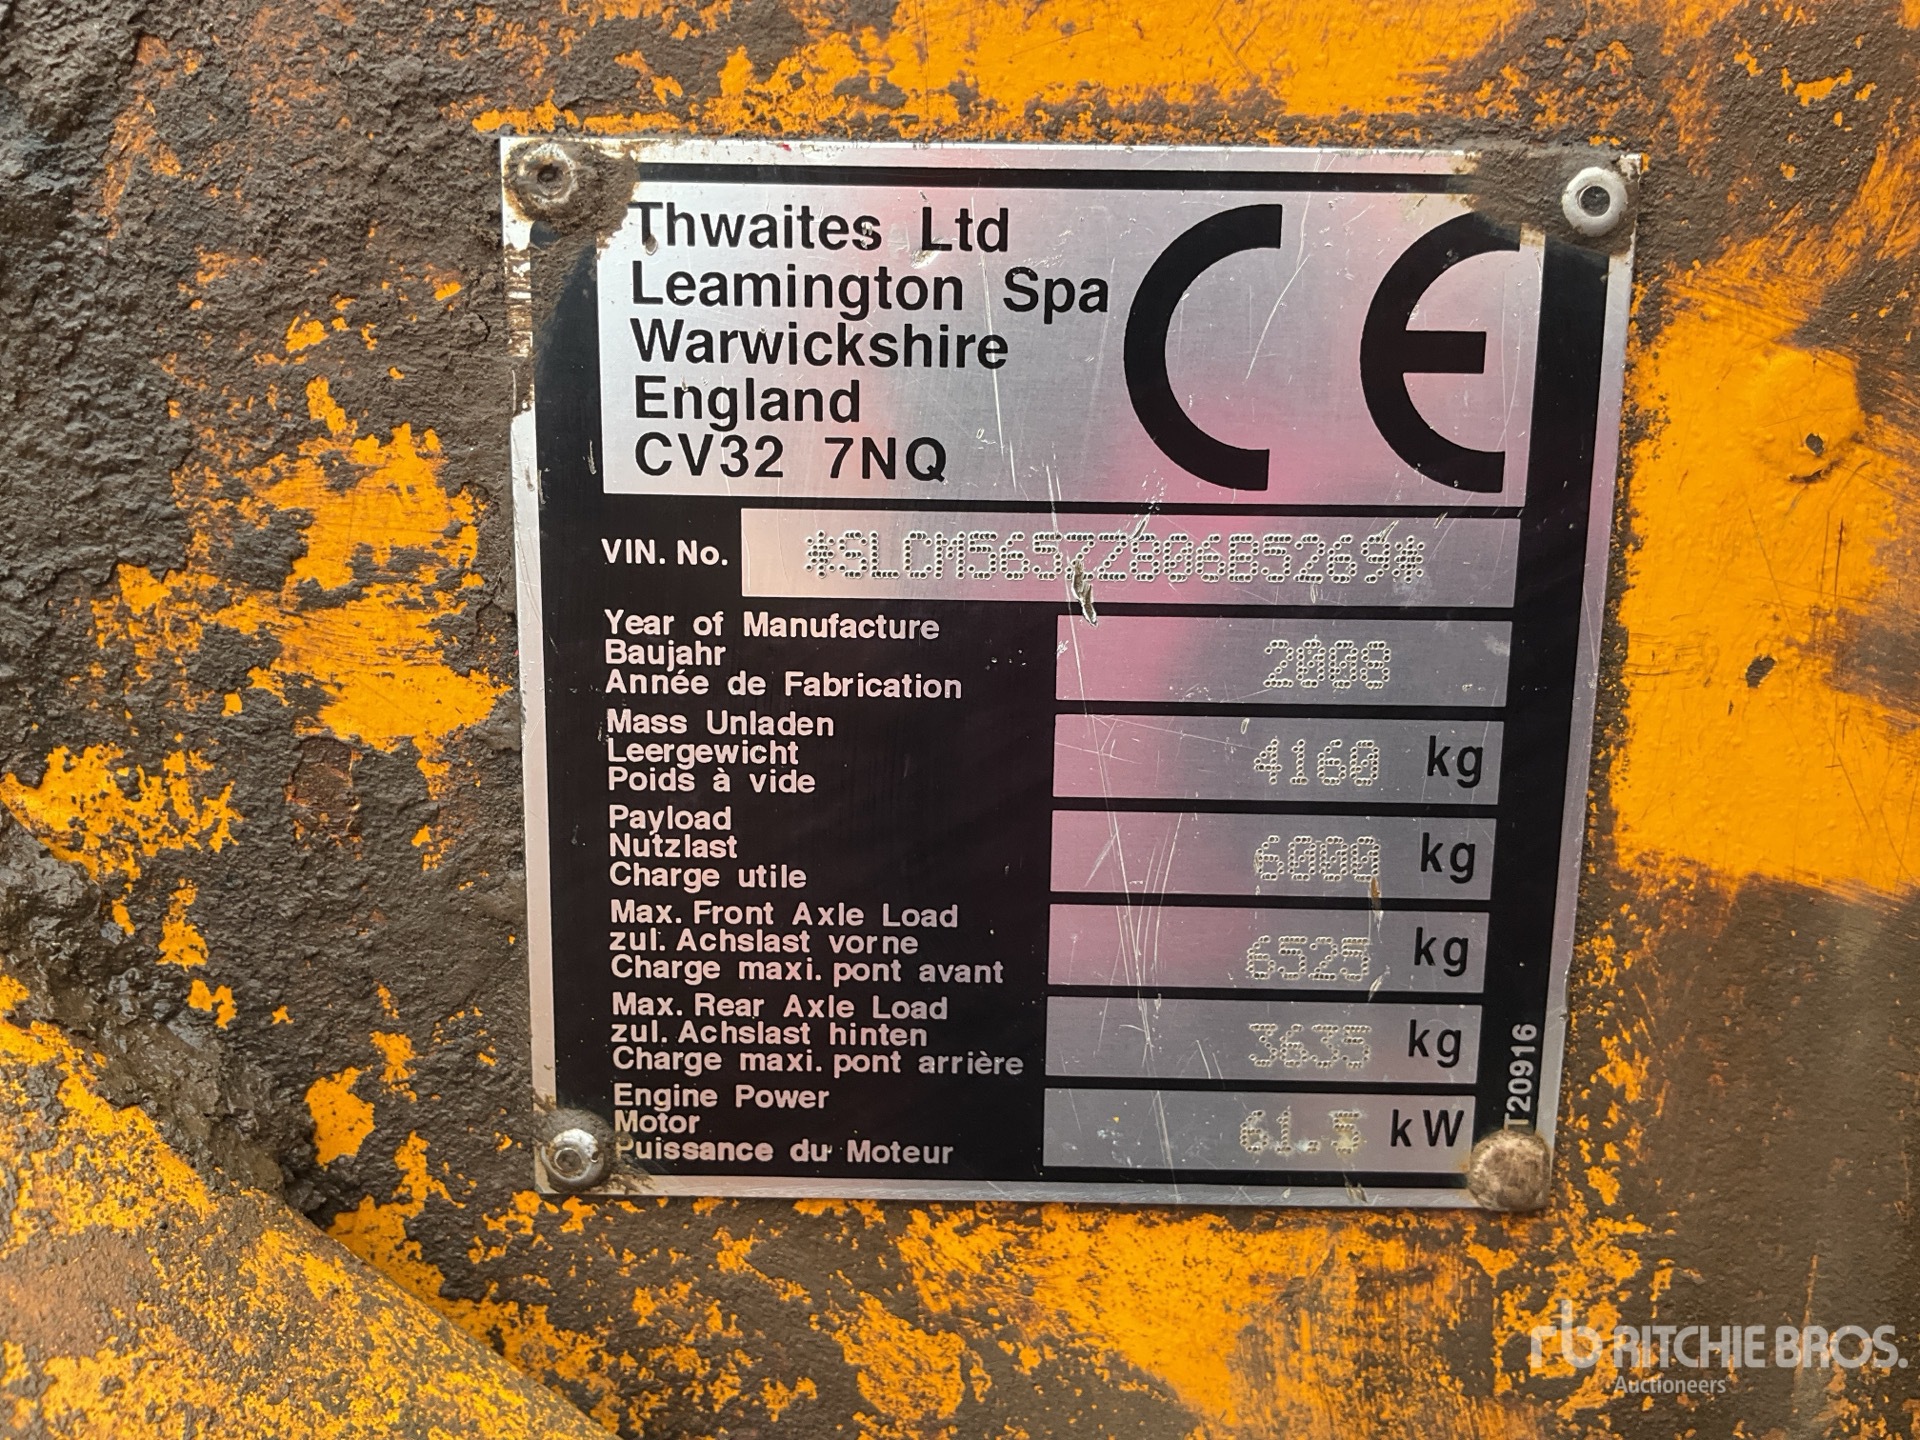 Thwaites Ltd
Leamington Spa
Warwickshire
England
CV32 7NQ
CE
VIN. No. *SLCM565ZZ806B5269*
Year of Manufacture
Baujahr
Année de Fabrication
2008
Mass Unladen
Leergewicht
Poids à vide
4160 kg
Payload
Nutzlast
Charge utile
6000 kg
Max. Front Axle Load
zul. Achslast vorne
Charge maxi. pont avant
6525 kg
Max. Rear Axle Load
zul. Achslast hinten
Charge maxi. pont arrière
3635 kg
Engine Power
Motor
Puissance du Moteur
61.5 kW
T20916
rb RITCHIE BROS.
Auctioneers